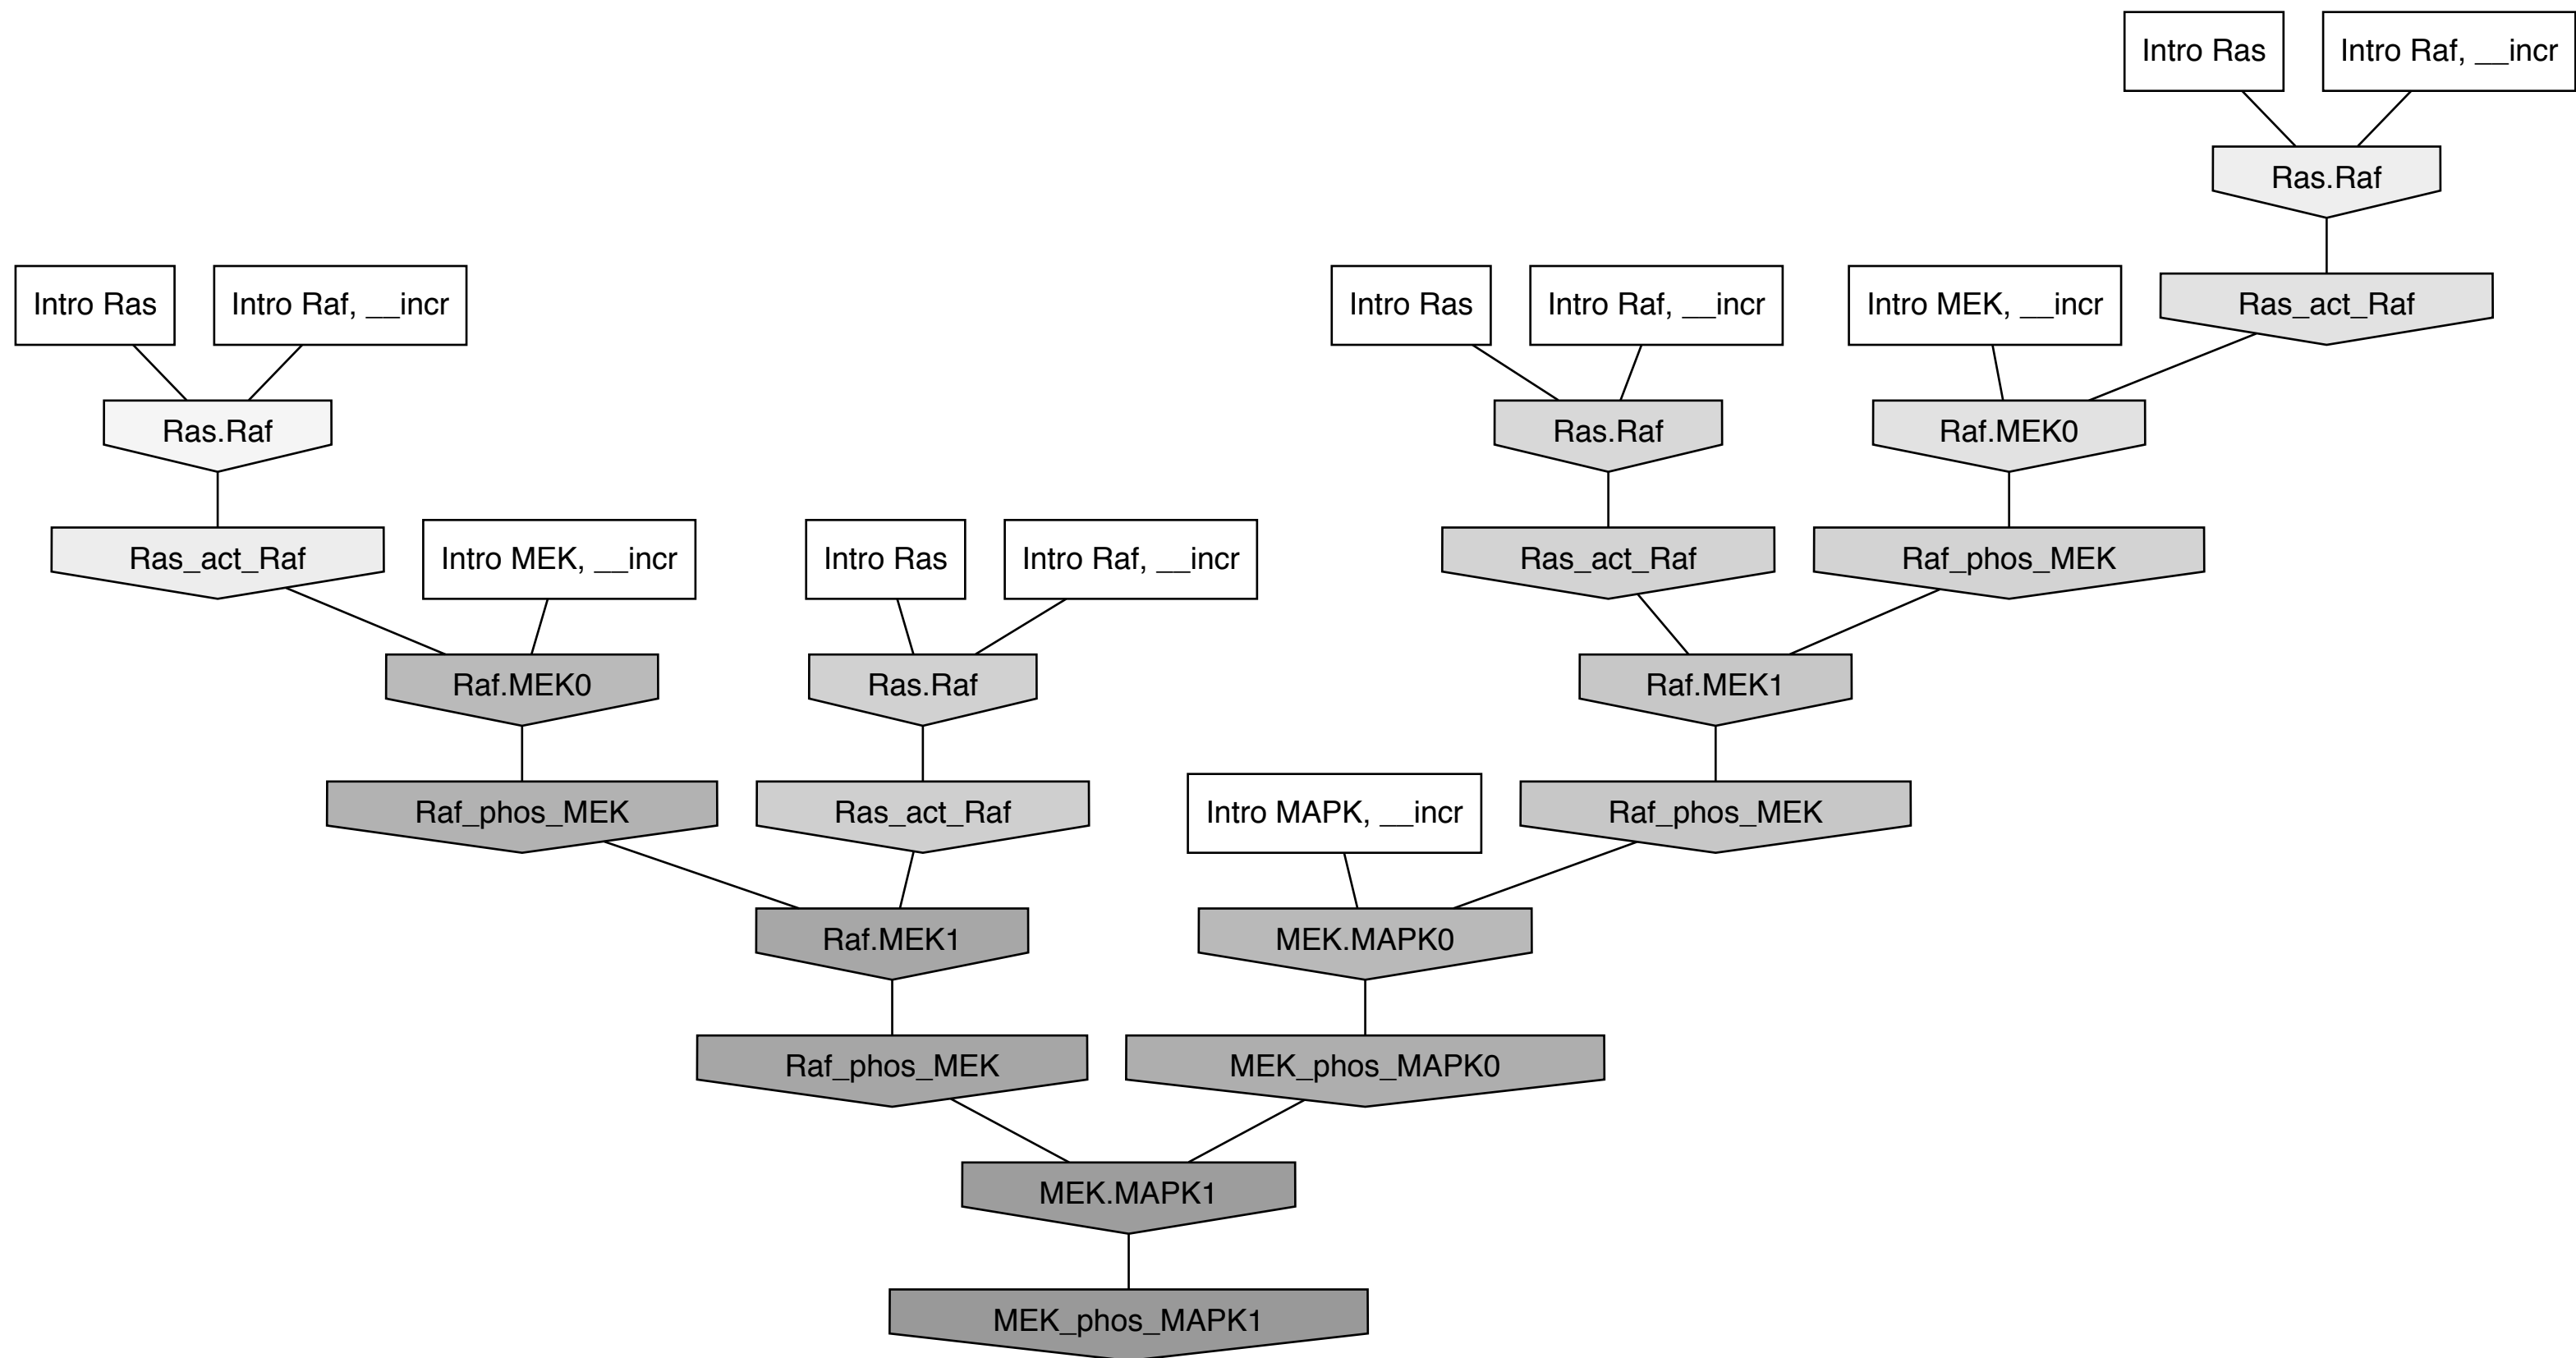 Intro Ras
Intro Raf, __incr
Ras.Raf
Intro Ras
Intro Raf, __incr
Intro Ras
Intro Raf, __incr
Intro MEK, __incr
Ras_act_Raf
Ras.Raf
Ras.Raf
Raf.MEK0
Ras_act_Raf
Intro MEK, __incr
Intro Ras
Intro Raf, __incr
Ras_act_Raf
Raf_phos_MEK
Raf.MEK0
Ras.Raf
Raf.MEK1
Raf_phos_MEK
Ras_act_Raf
Intro MAPK, __incr
Raf_phos_MEK
Raf.MEK1
MEK.MAPK0
Raf_phos_MEK
MEK_phos_MAPK0
MEK.MAPK1
MEK_phos_MAPK1